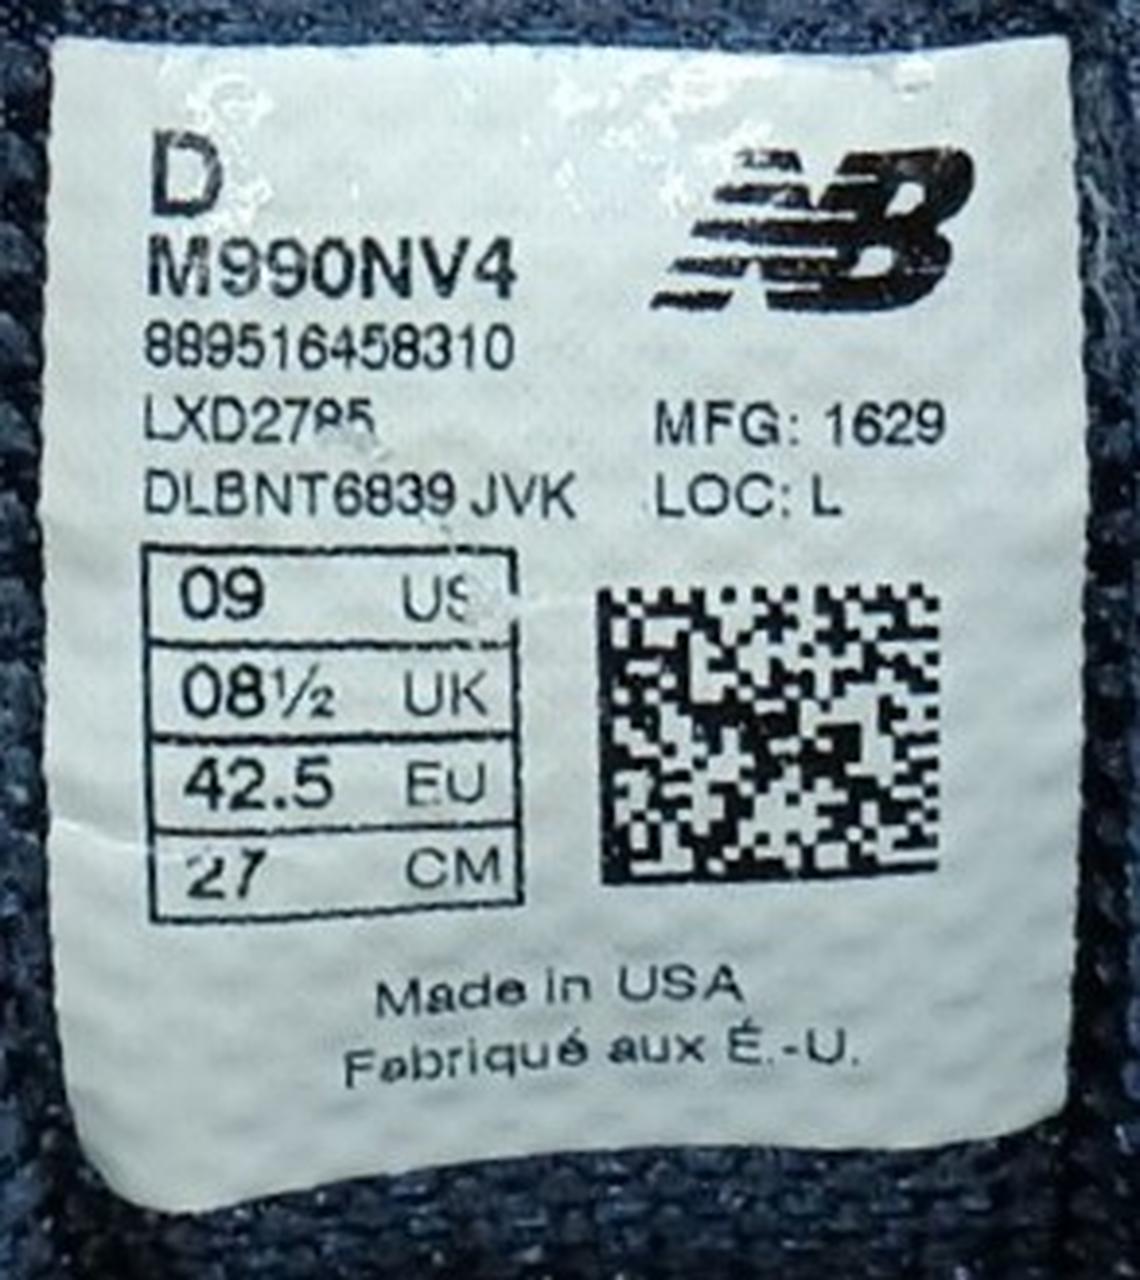 D
NB
M990NV4
889516458310
LXD2785
MFG: 1629
DLBNT6839 JVK
LOC: L
09 US
08½ UK
42.5 EU
27 CM
Made in USA
Fabriqué aux É.-U.